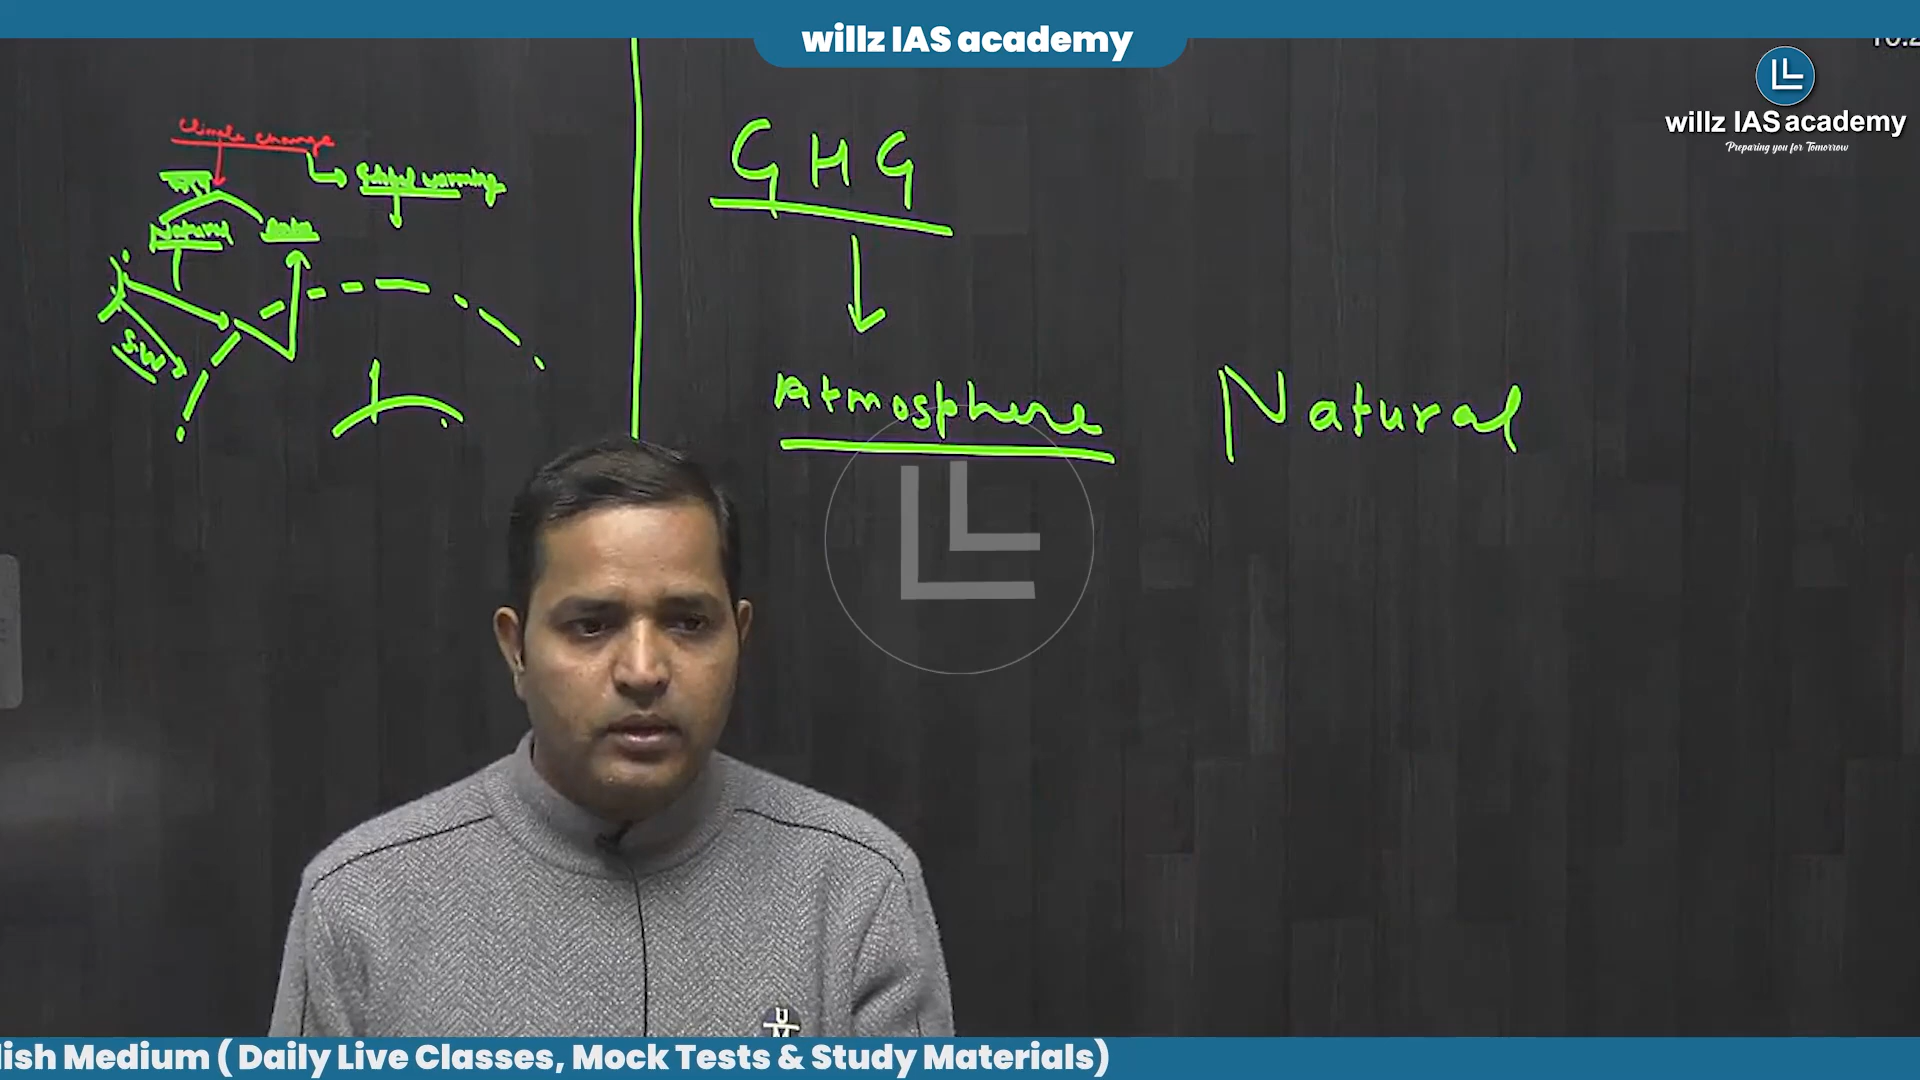 willz IAS academy
willz IAS academy
Preparing you for Tomorrow
Climate change
Global warming
Natural
S.W
GHG
Atmosphere
Natural
lish Medium ( Daily Live Classes, Mock Tests & Study Materials)